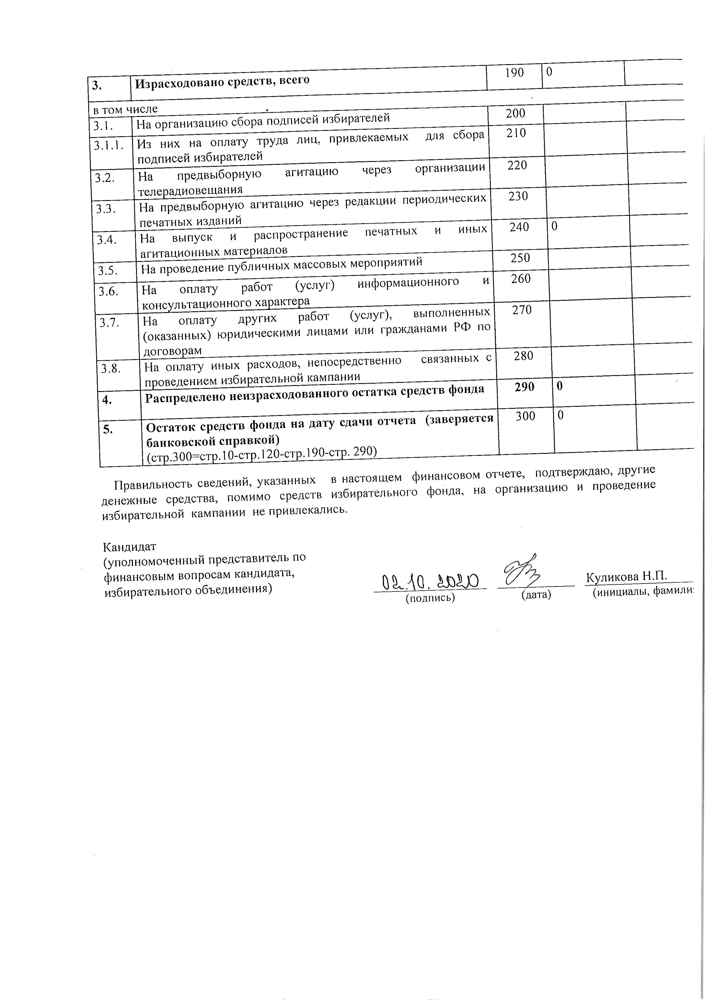 3. Израсходовано средств, всего 190 0
в том числе
3.1. На организацию сбора подписей избирателей 200
3.1.1. Из них на оплату труда лиц, привлекаемых для сбора 210
подписей избирателей
3.2. На предвыборную агитацию через организации 220
телерадиовещания
3.3. На предвыборную агитацию через редакции периодических 230
печатных изданий
3.4. На выпуск и распространение печатных и иных 240 0
агитационных материалов
3.5. На проведение публичных массовых мероприятий 250
3.6. На оплату работ (услуг) информационного и 260
консультационного характера
3.7. На оплату других работ (услуг), выполненных 270
(оказанных) юридическими лицами или гражданами РФ по
договорам
3.8. На оплату иных расходов, непосредственно связанных с 280
проведением избирательной кампании
4. Распределено неизрасходованного остатка средств фонда 290 0
5. Остаток средств фонда на дату сдачи отчета (заверяется 300 0
банковской справкой)
(стр.300=стр.10-стр.120-стр.190-стр. 290)
Правильность сведений, указанных в настоящем финансовом отчете, подтверждаю, другие
денежные средства, помимо средств избирательного фонда, на организацию и проведение
избирательной кампании не привлекались.
Кандидат
(уполномоченный представитель по
финансовым вопросам кандидата,
избирательного объединения)
02.10.2020 Куликова Н.П.
(подпись) (дата) (инициалы, фамили